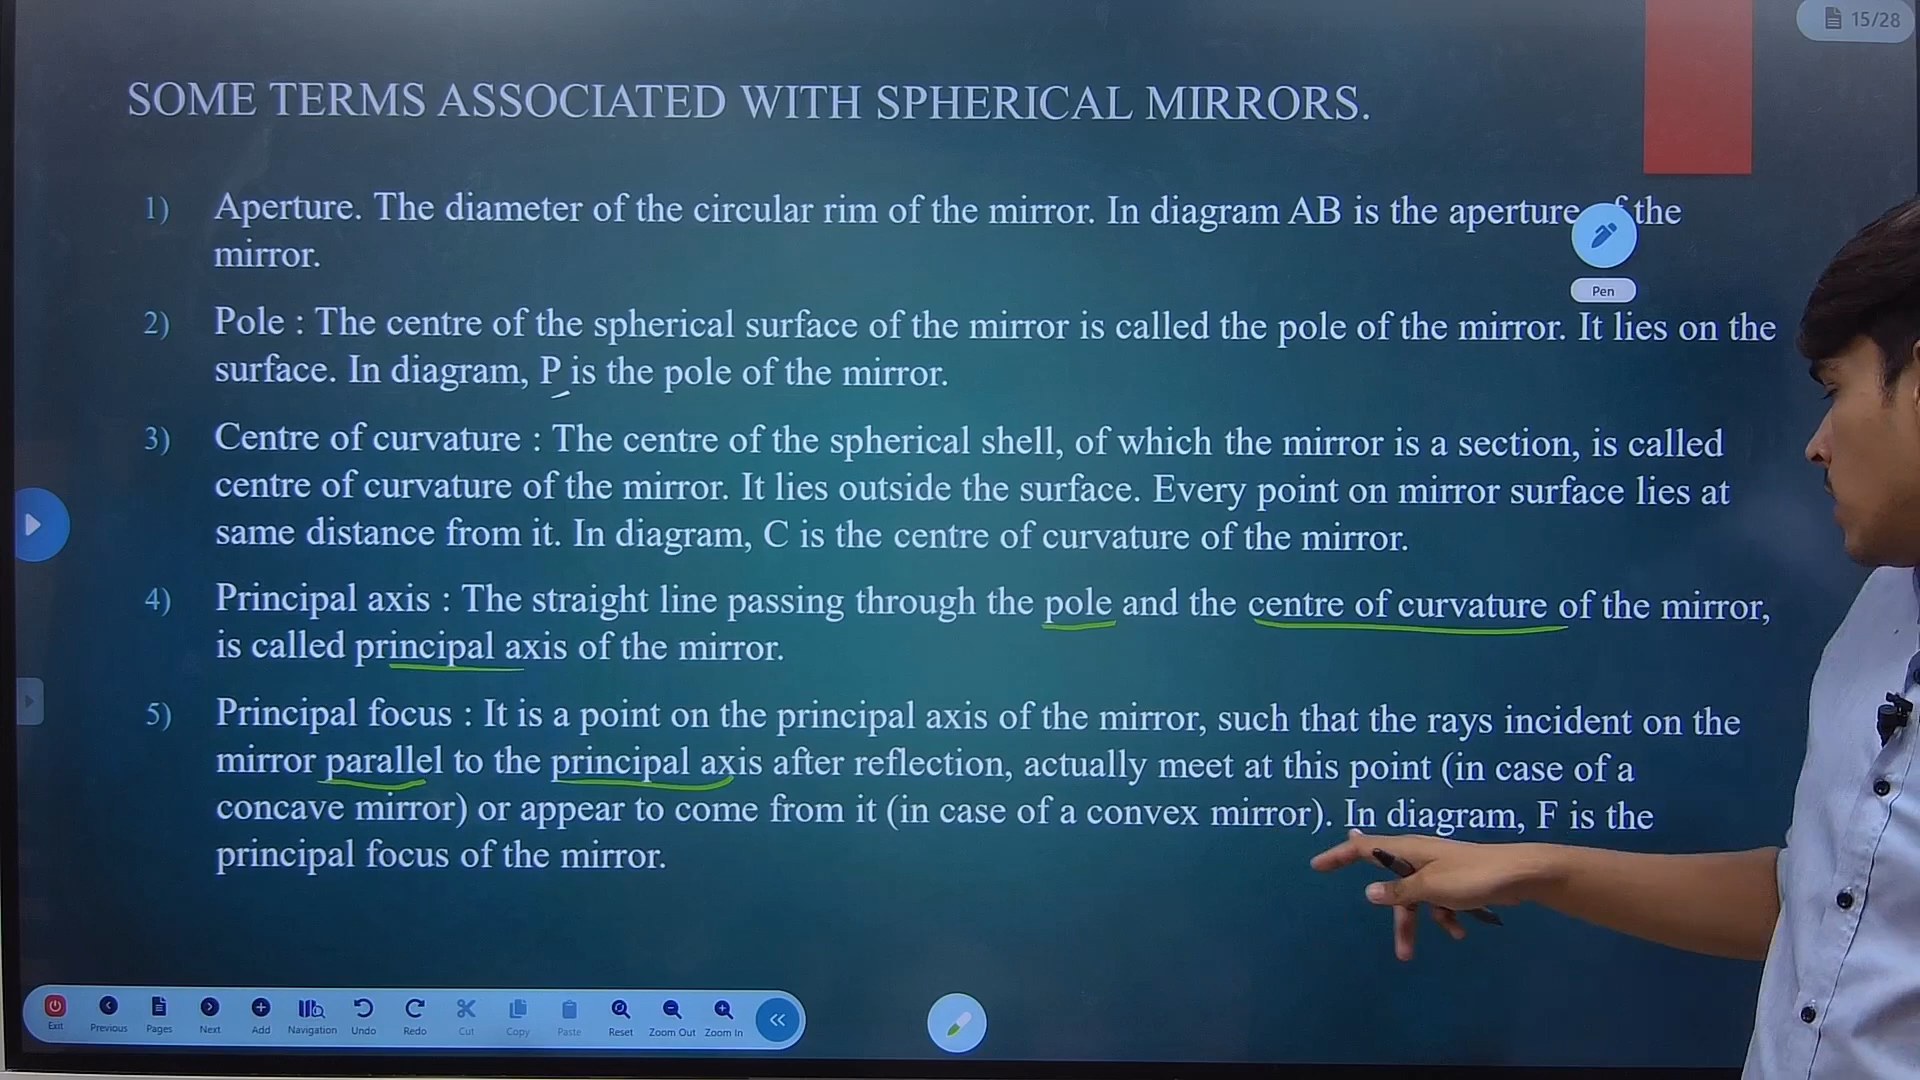 15/28
SOME TERMS ASSOCIATED WITH SPHERICAL MIRRORS.
1) Aperture. The diameter of the circular rim of the mirror. In diagram AB is the aperture the
mirror.
Pen
2) Pole : The centre of the spherical surface of the mirror is called the pole of the mirror. It lies on the
surface. In diagram, P is the pole of the mirror.
3) Centre of curvature : The centre of the spherical shell, of which the mirror is a section, is called
centre of curvature of the mirror. It lies outside the surface. Every point on mirror surface lies at
same distance from it. In diagram, C is the centre of curvature of the mirror.
4) Principal axis : The straight line passing through the pole and the centre of curvature of the mirror,
is called principal axis of the mirror.
5) Principal focus : It is a point on the principal axis of the mirror, such that the rays incident on the
mirror parallel to the principal axis after reflection, actually meet at this point (in case of a
concave mirror) or appear to come from it (in case of a convex mirror). In diagram, F is the
principal focus of the mirror.
Exit Previous Pages Next Add Navigation Undo Redo Cut Copy Paste Reset Zoom Out Zoom In